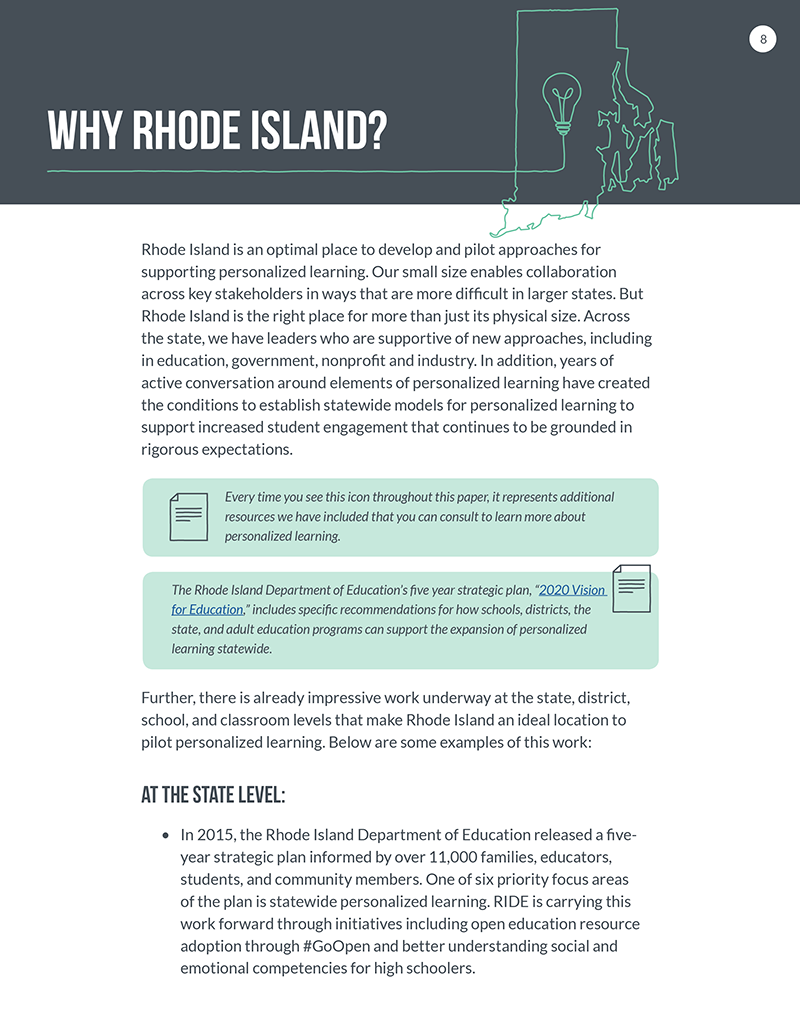 8
WHY RHODE ISLAND?
Rhode Island is an optimal place to develop and pilot approaches for
supporting personalized learning. Our small size enables collaboration
across key stakeholders in ways that are more difficult in larger states. But
Rhode Island is the right place for more than just its physical size. Across
the state, we have leaders who are supportive of new approaches, including
in education, government, nonprofit and industry. In addition, years of
active conversation around elements of personalized learning have created
the conditions to establish statewide models for personalized learning to
support increased student engagement that continues to be grounded in
rigorous expectations.
Every time you see this icon throughout this paper, it represents additional
resources we have included that you can consult to learn more about
personalized learning.
The Rhode Island Department of Education's five year strategic plan, “2020 Vision
for Education,” includes specific recommendations for how schools, districts, the
state, and adult education programs can support the expansion of personalized
learning statewide.
Further, there is already impressive work underway at the state, district,
school, and classroom levels that make Rhode Island an ideal location to
pilot personalized learning. Below are some examples of this work:
AT THE STATE LEVEL:
• In 2015, the Rhode Island Department of Education released a five-
year strategic plan informed by over 11,000 families, educators,
students, and community members. One of six priority focus areas
of the plan is statewide personalized learning. RIDE is carrying this
work forward through initiatives including open education resource
adoption through #GoOpen and better understanding social and
emotional competencies for high schoolers.